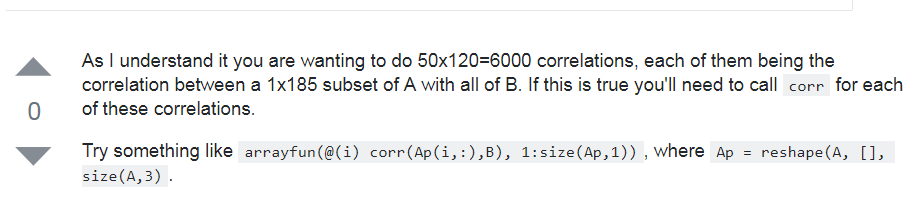 As I understand it you are wanting to do 50x120=6000 correlations, each of them being the
correlation between a 1x185 subset of A with all of B. If this is true you'll need to call corr for each
0
of these correlations.
Try something like arrayfun(@(i) corr(Ap(i,:),B), 1:size(Ap,1)) , where Ap = reshape(A, [],
size(A,3) .